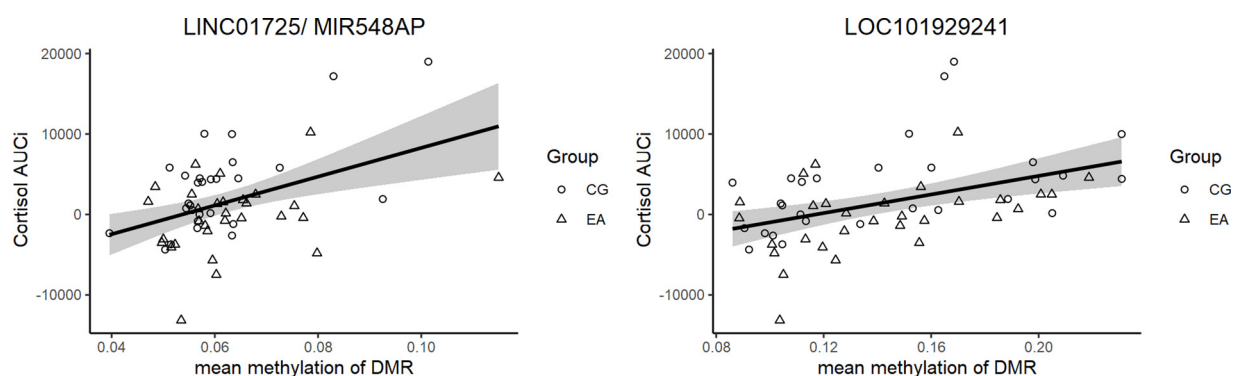 LINC01725/ MIR548AP
20000
10000
0
-10000
Cortisol AUCi
0.04 0.06 0.08 0.10
mean methylation of DMR
Group
CG
EA
LOC101929241
20000
10000
0
-10000
Cortisol AUCi
0.08 0.12 0.16 0.20
mean methylation of DMR
Group
CG
EA